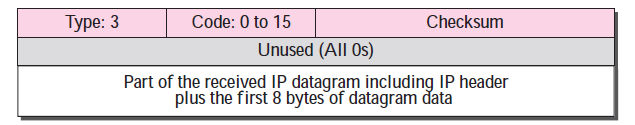 Type: 3 Code: 0 to 15 Checksum
Unused (All 0s)
Part of the received IP datagram including IP header
plus the first 8 bytes of datagram data